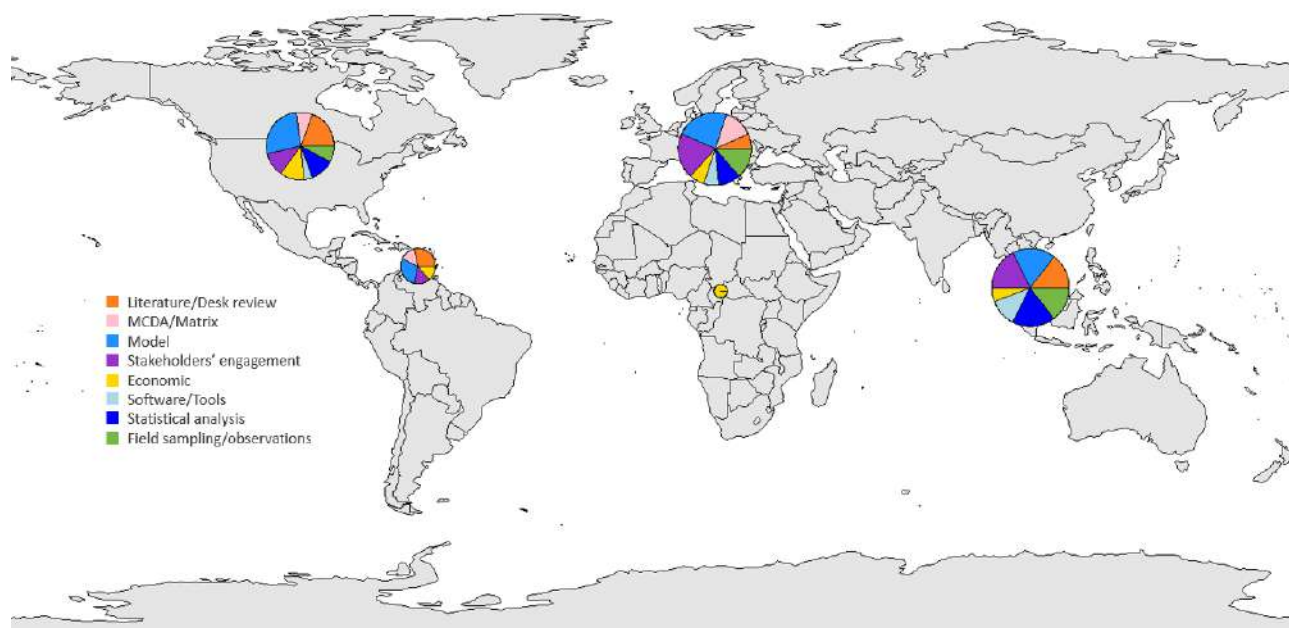 Literature/Desk review
MCDA/Matrix
Model
Stakeholders' engagement
Economic
Software/Tools
Statistical analysis
Field sampling/observations